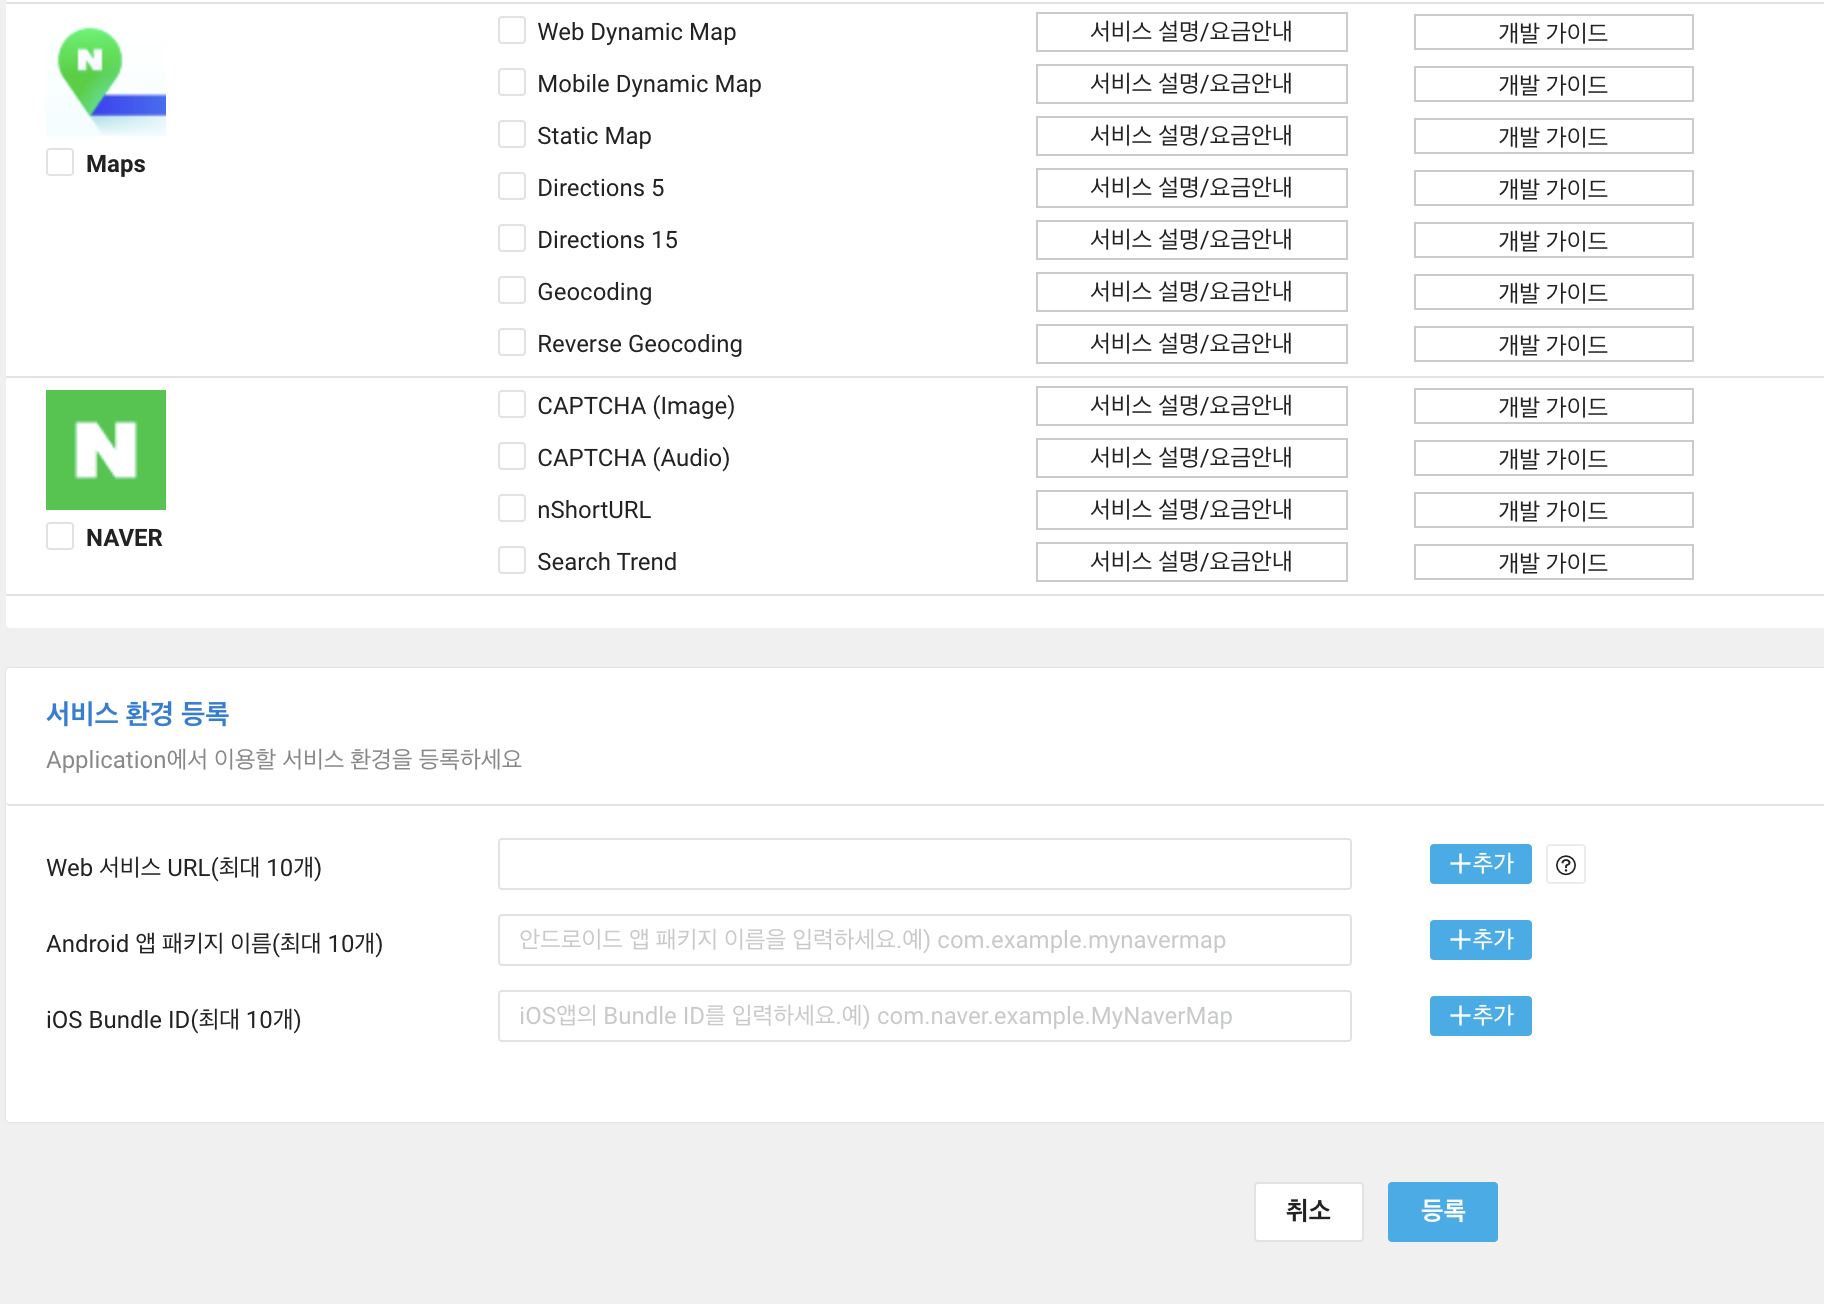 N
Maps
Web Dynamic Map 서비스 설명/요금안내 개발 가이드
Mobile Dynamic Map 서비스 설명/요금안내 개발 가이드
Static Map 서비스 설명/요금안내 개발 가이드
Directions 5 서비스 설명/요금안내 개발 가이드
Directions 15 서비스 설명/요금안내 개발 가이드
Geocoding 서비스 설명/요금안내 개발 가이드
Reverse Geocoding 서비스 설명/요금안내 개발 가이드
N
NAVER
CAPTCHA (Image) 서비스 설명/요금안내 개발 가이드
CAPTCHA (Audio) 서비스 설명/요금안내 개발 가이드
nShortURL 서비스 설명/요금안내 개발 가이드
Search Trend 서비스 설명/요금안내 개발 가이드
서비스 환경 등록
Application에서 이용할 서비스 환경을 등록하세요
Web 서비스 URL(최대 10개) +추가 ?
Android 앱 패키지 이름(최대 10개) 안드로이드 앱 패키지 이름을 입력하세요.예) com.example.mynavermap +추가
iOS Bundle ID(최대 10개) iOS앱의 Bundle ID를 입력하세요.예) com.naver.example.MyNaverMap +추가
취소 등록